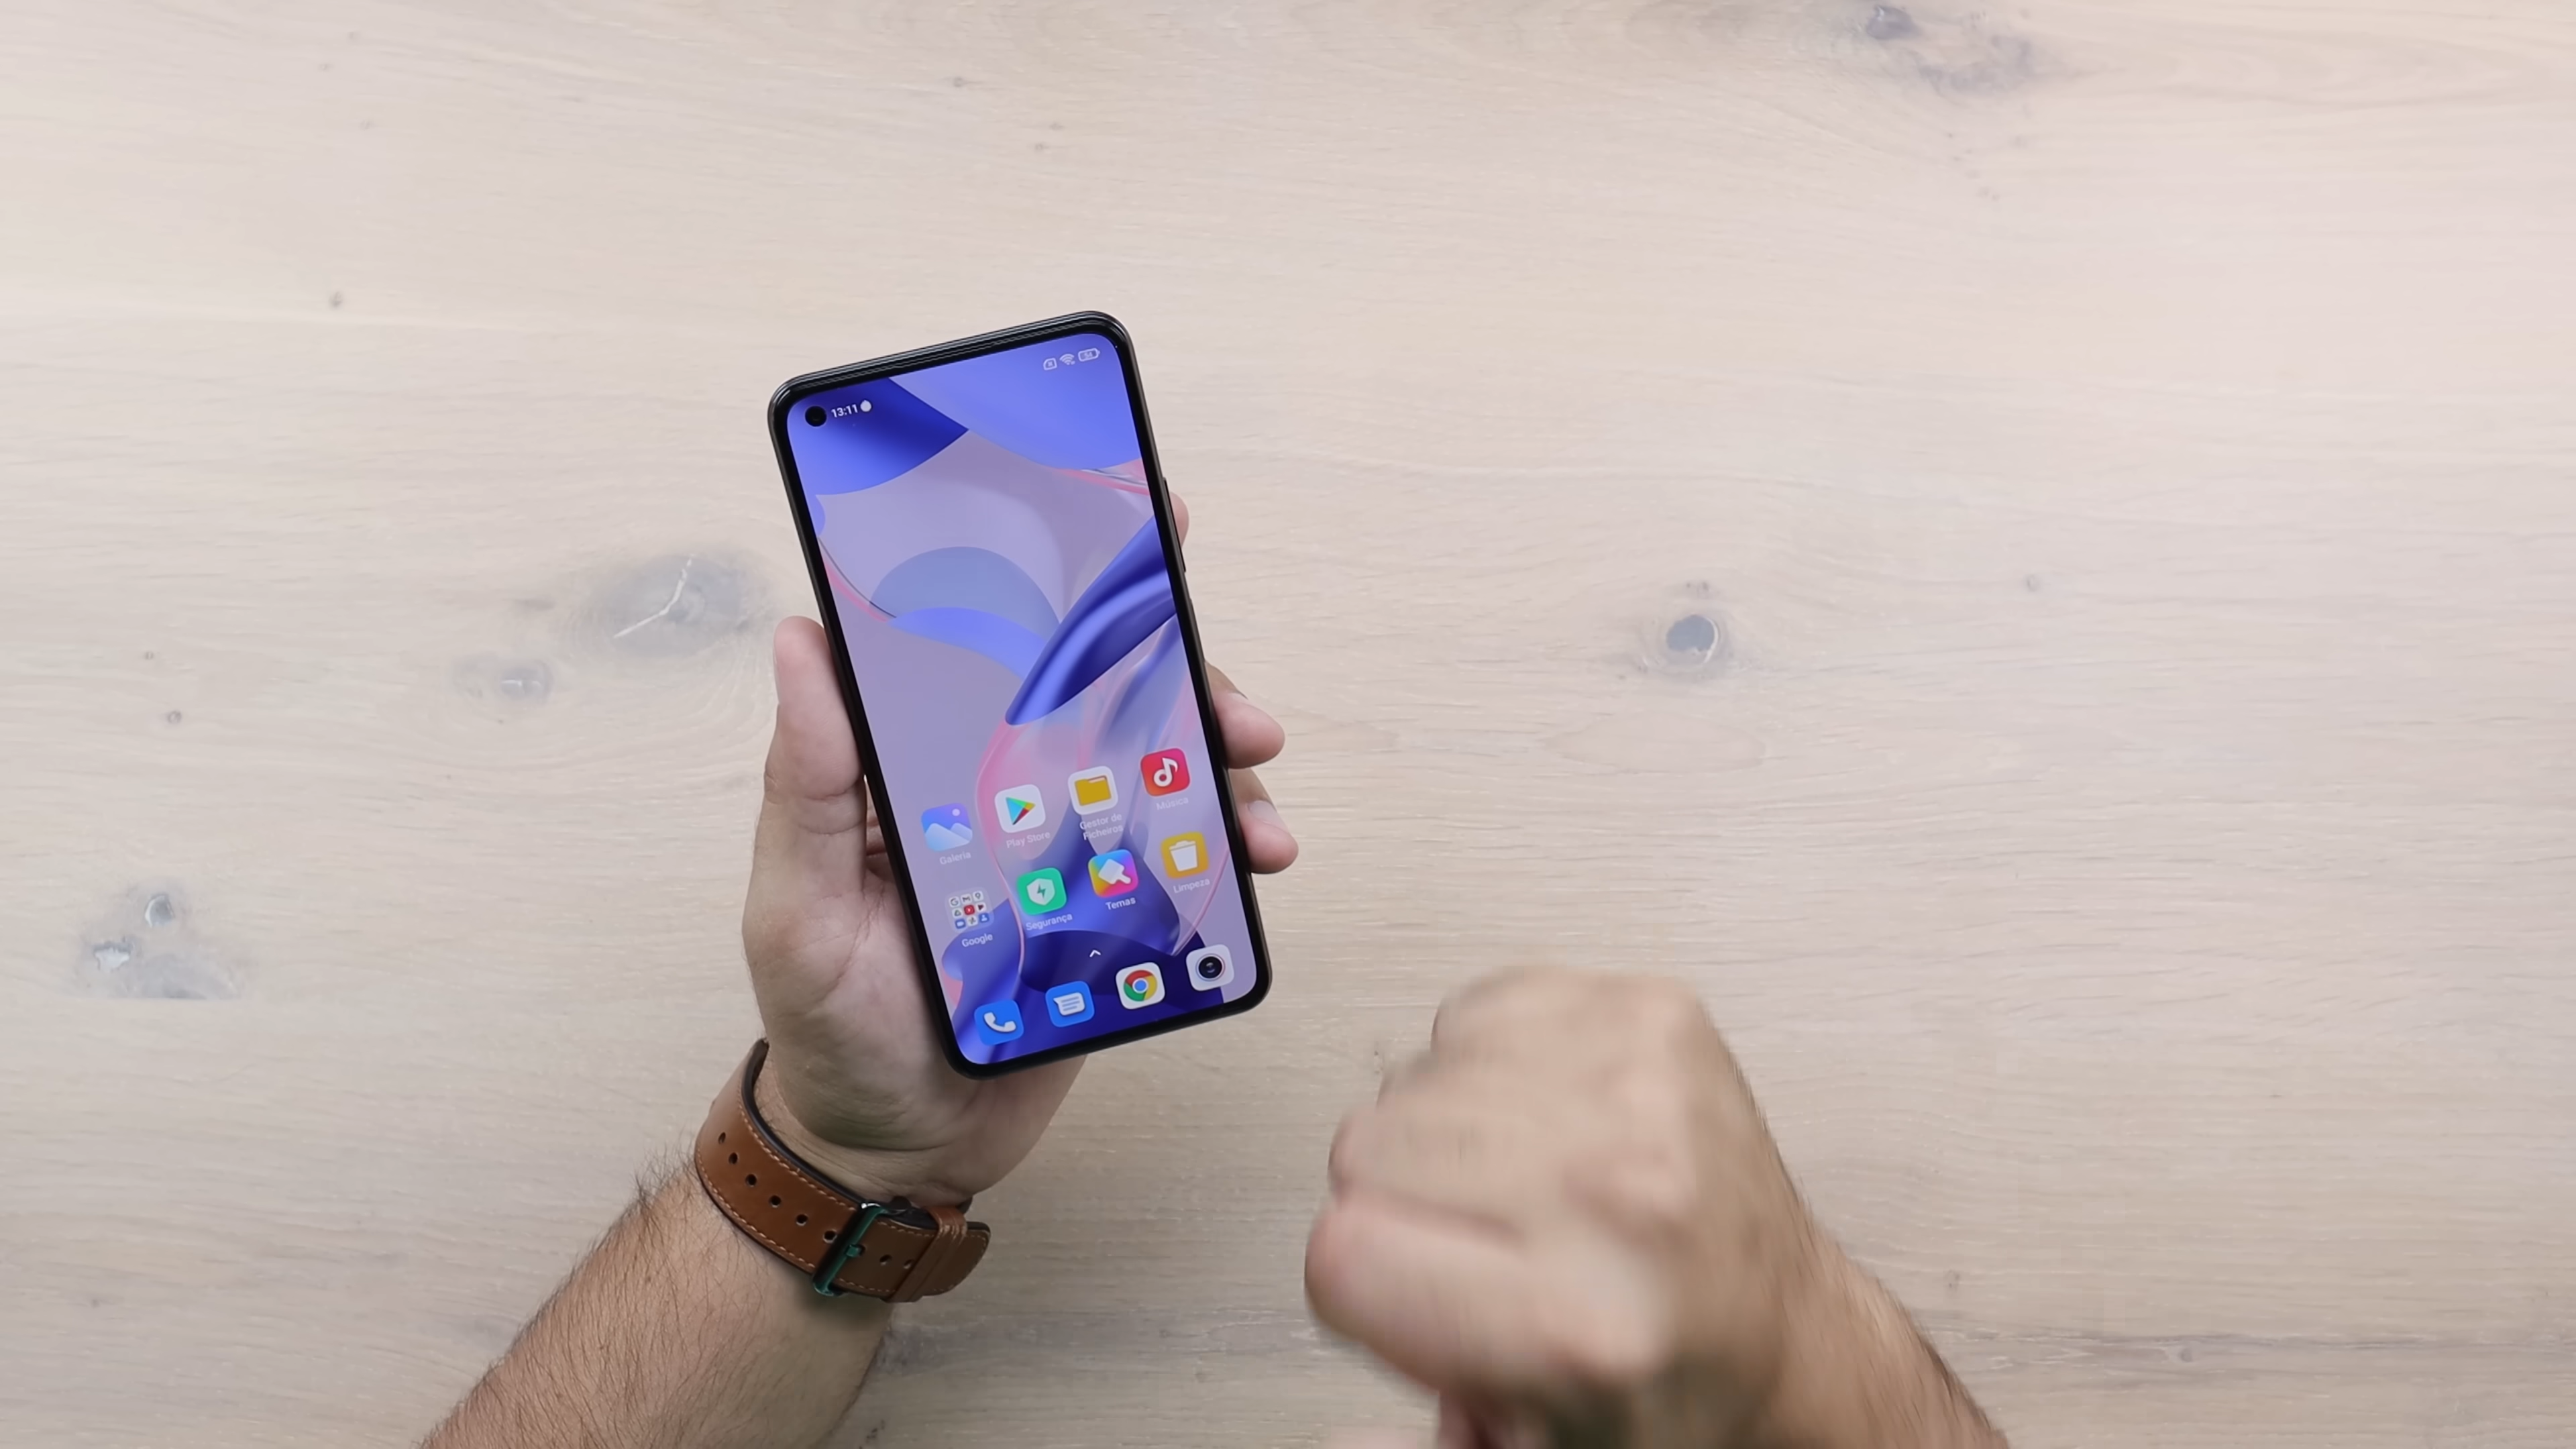 13:11
Galeria
Play Store
Gestor de
Ficheiros
Música
Google
Segurança
Temas
Limpeza